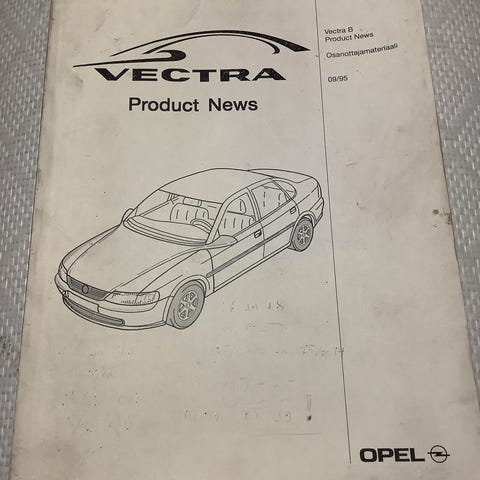 VECTRA
Product News
Vectra B
Product News
Osanottajamateriaali
09/95
OPEL